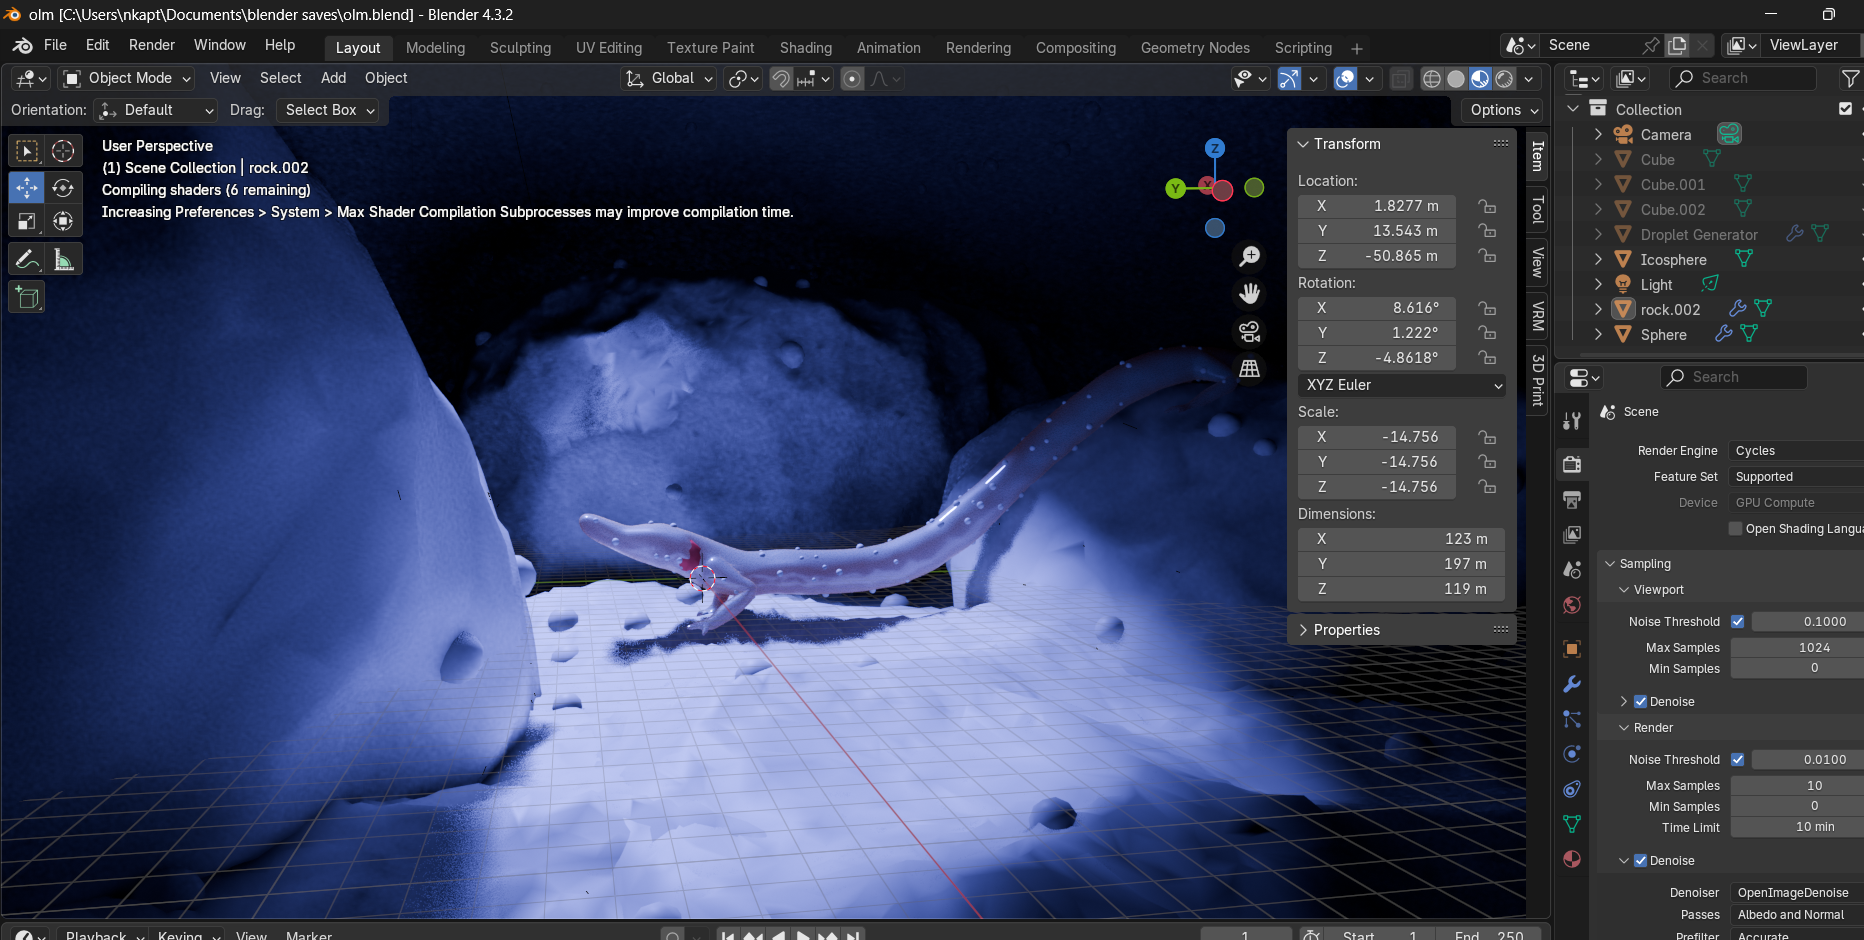 olm [C:\Users\nkapt\Documents\blender saves\olm.blend] - Blender 4.3.2
File Edit Render Window Help Layout Modeling Sculpting UV Editing Texture Paint Shading Animation Rendering Compositing Geometry Nodes Scripting + Scene ViewLayer
Object Mode View Select Add Object Global Search
Orientation: Default Drag: Select Box Options
User Perspective
(1) Scene Collection | rock.002
Compiling shaders (6 remaining)
Increasing Preferences > System > Max Shader Compilation Subprocesses may improve compilation time.
Z
Y
Transform
Location:
X 1.8277 m
Y 13.543 m
Z -50.865 m
Rotation:
X 8.616°
Y 1.222°
Z -4.8618°
XYZ Euler
Scale:
X -14.756
Y -14.756
Z -14.756
Dimensions:
X 123 m
Y 197 m
Z 119 m
Properties
Item
Tool
View
VRM
3D Print
Collection
Camera
Cube
Cube.001
Cube.002
Droplet Generator
Icosphere
Light
rock.002
Sphere
Search
Scene
Render Engine Cycles
Feature Set Supported
Device GPU Compute
Open Shading Langua
Sampling
Viewport
Noise Threshold 0.1000
Max Samples 1024
Min Samples 0
Denoise
Render
Noise Threshold 0.0100
Max Samples 10
Min Samples 0
Time Limit 10 min
Denoise
Denoiser OpenImageDenoise
Passes Albedo and Normal
Prefilter Accurate
Playback Keying View Marker 1 Start 1 End 250